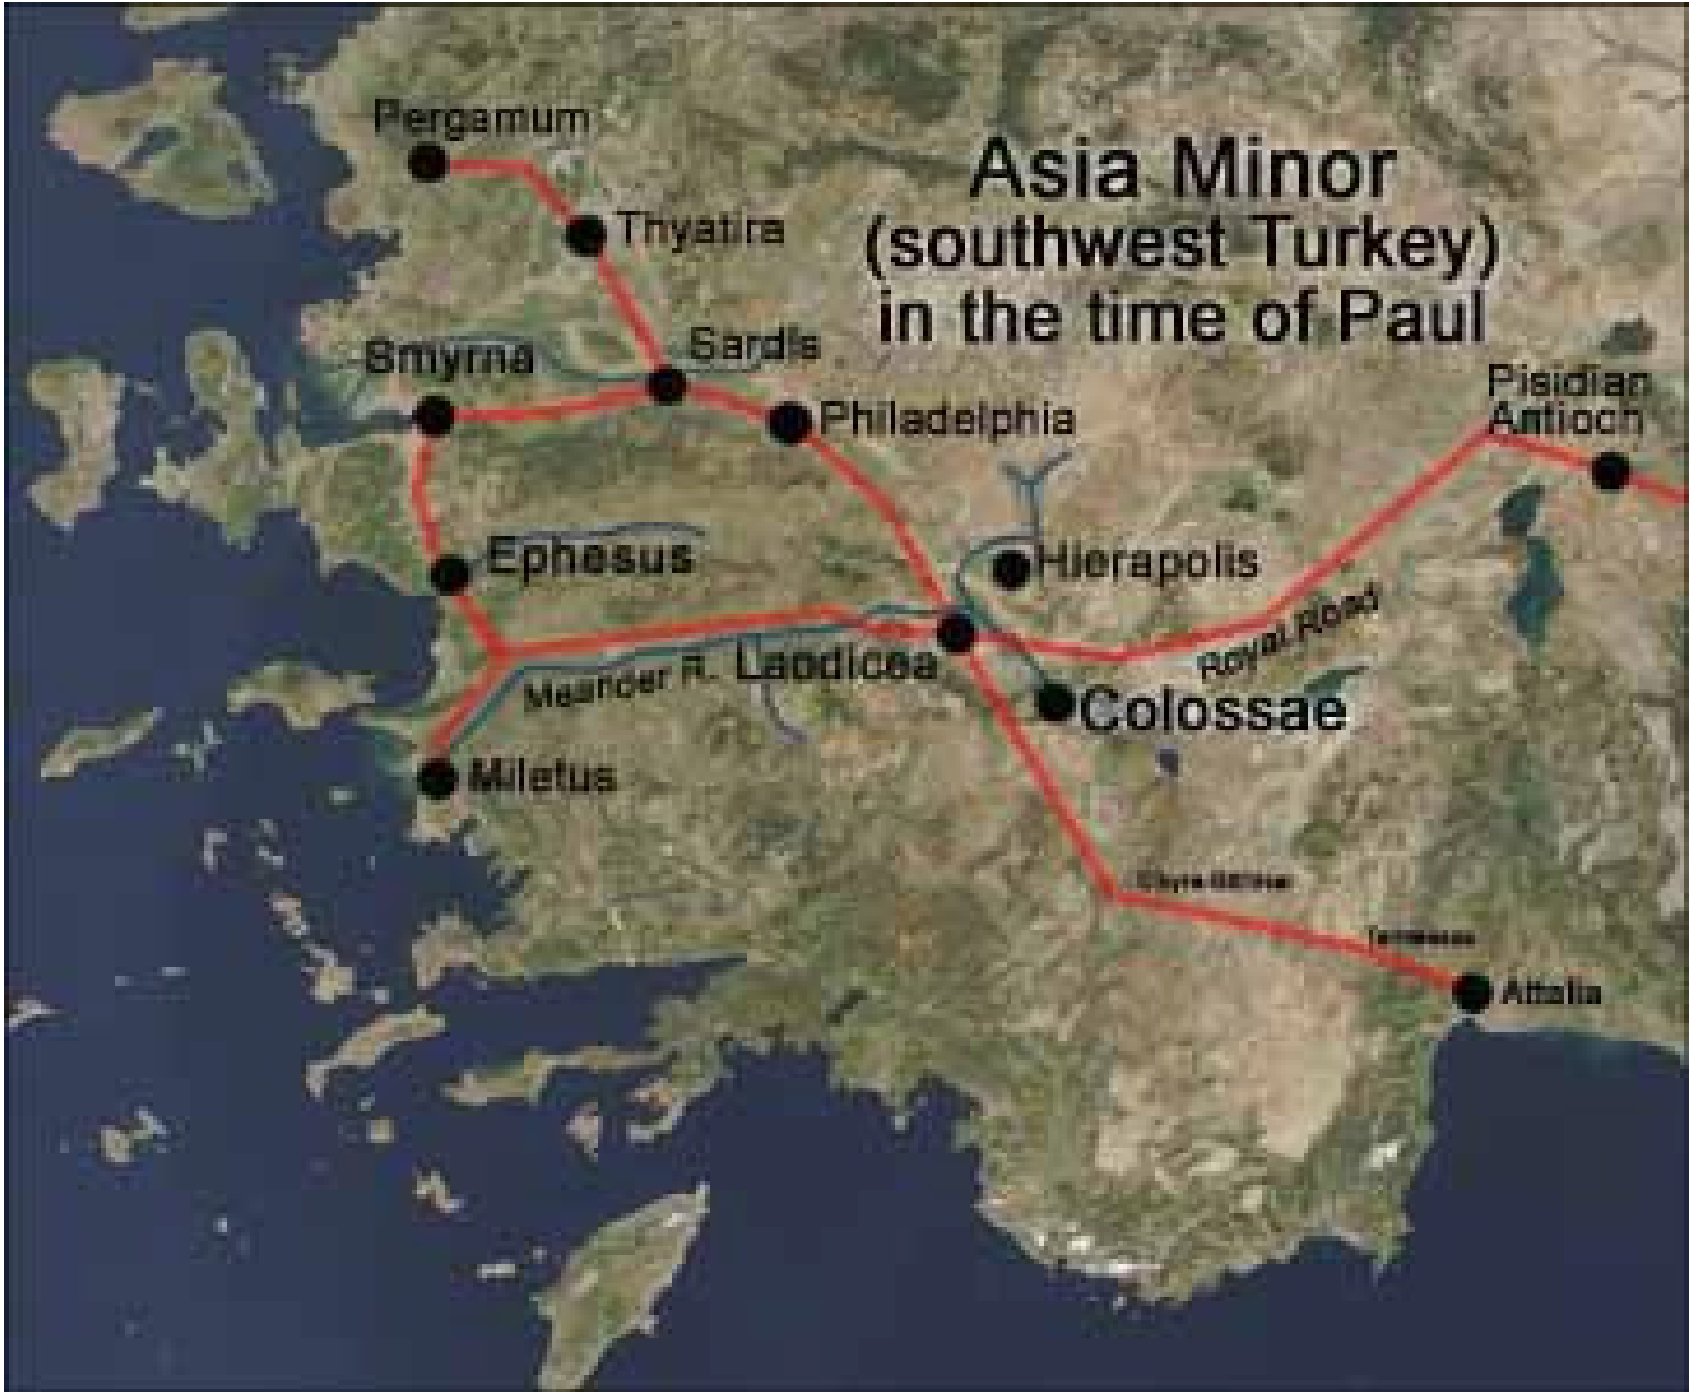 Pergamum
Asia Minor
(southwest Turkey)
in the time of Paul
Thyatira
Smyrna
Sardis
Philadelphia
Pisidian
Antioch
Ephesus
Hierapolis
Royal Road
Meander R.
Laodicea
Colossae
Miletus
Attalia